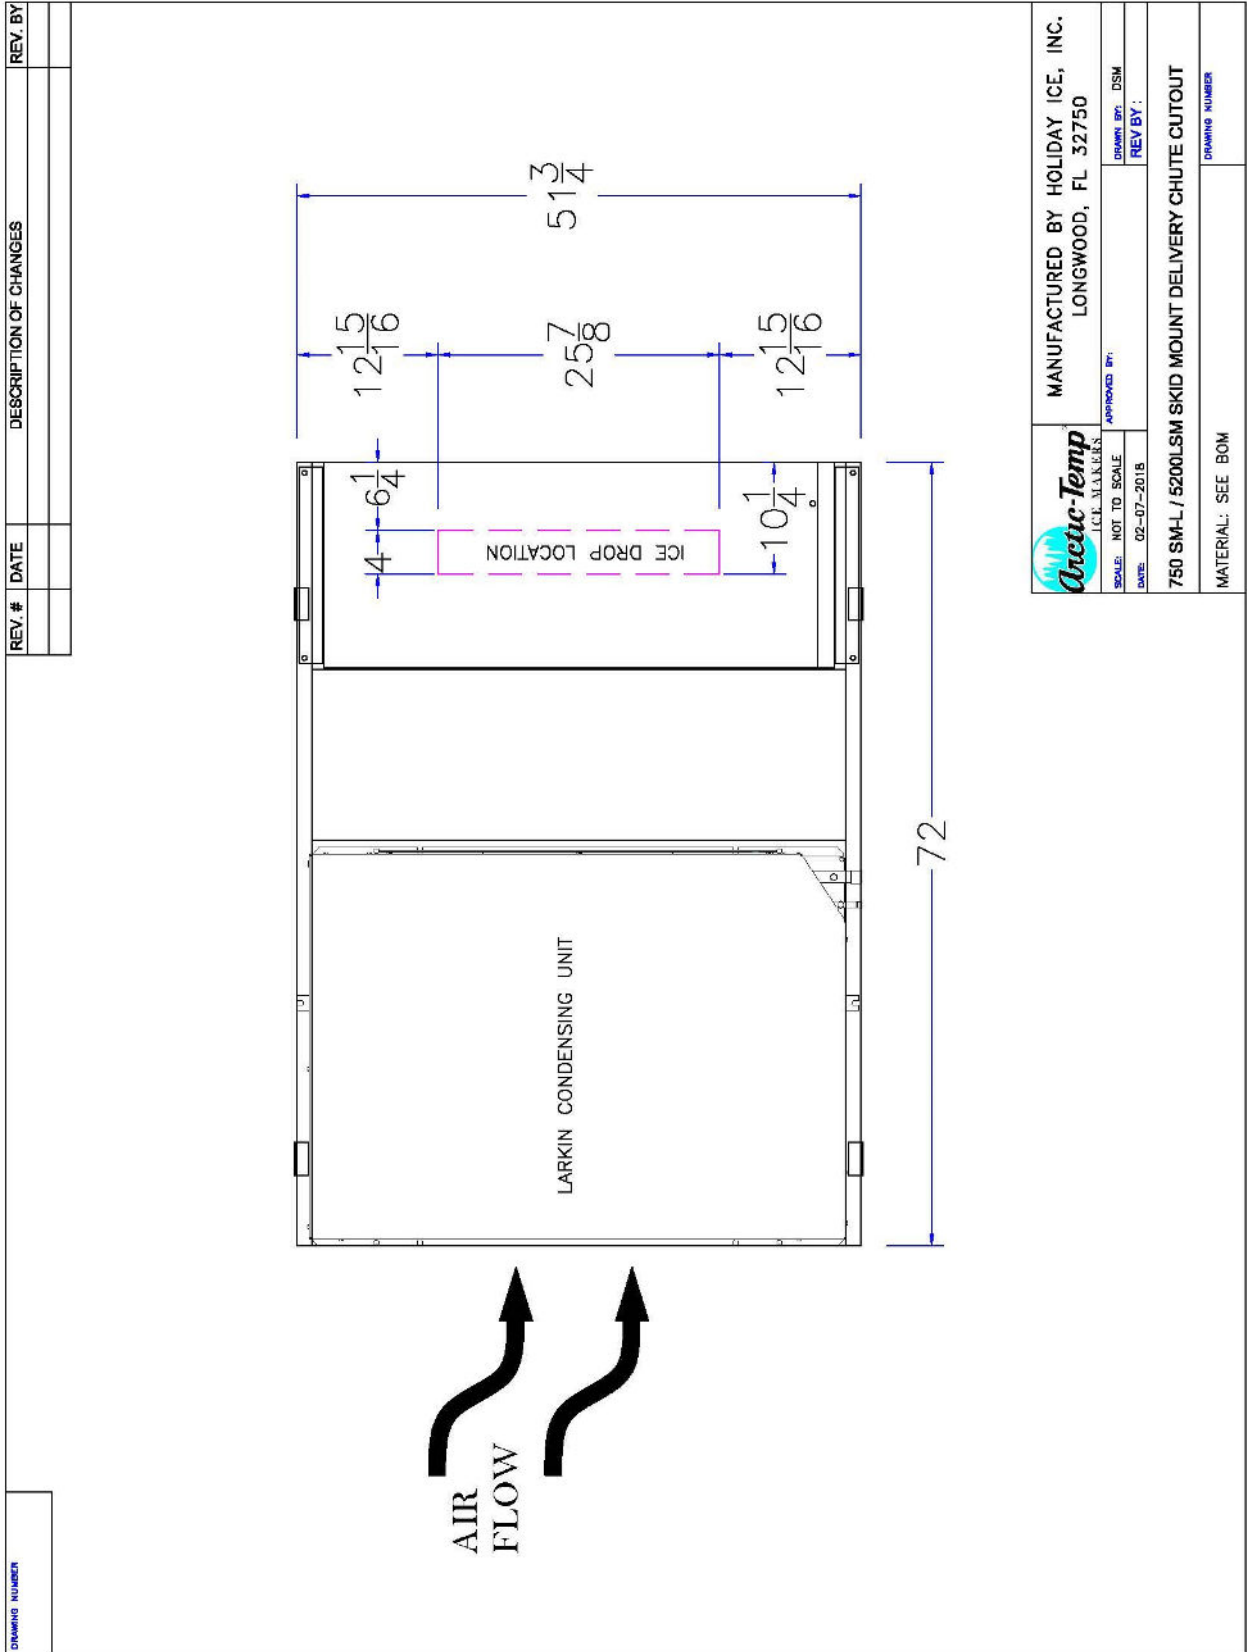 DRAWING NUMBER
REV. # DATE DESCRIPTION OF CHANGES REV. BY
AIR
FLOW
LARKIN CONDENSING UNIT
ICE DROP LOCATION
4
6 1/4
10 1/4
12 15/16
25 7/8
12 15/16
51 3/4
72
Arctic-Temp
ICE MAKERS
MANUFACTURED BY HOLIDAY ICE, INC.
LONGWOOD, FL 32750
SCALE: NOT TO SCALE
APPROVED BY:
DRAWN BY: DSM
DATE: 02-07-2018
REV BY :
750 SM-L / 5200LSM SKID MOUNT DELIVERY CHUTE CUTOUT
MATERIAL: SEE BOM
DRAWING NUMBER